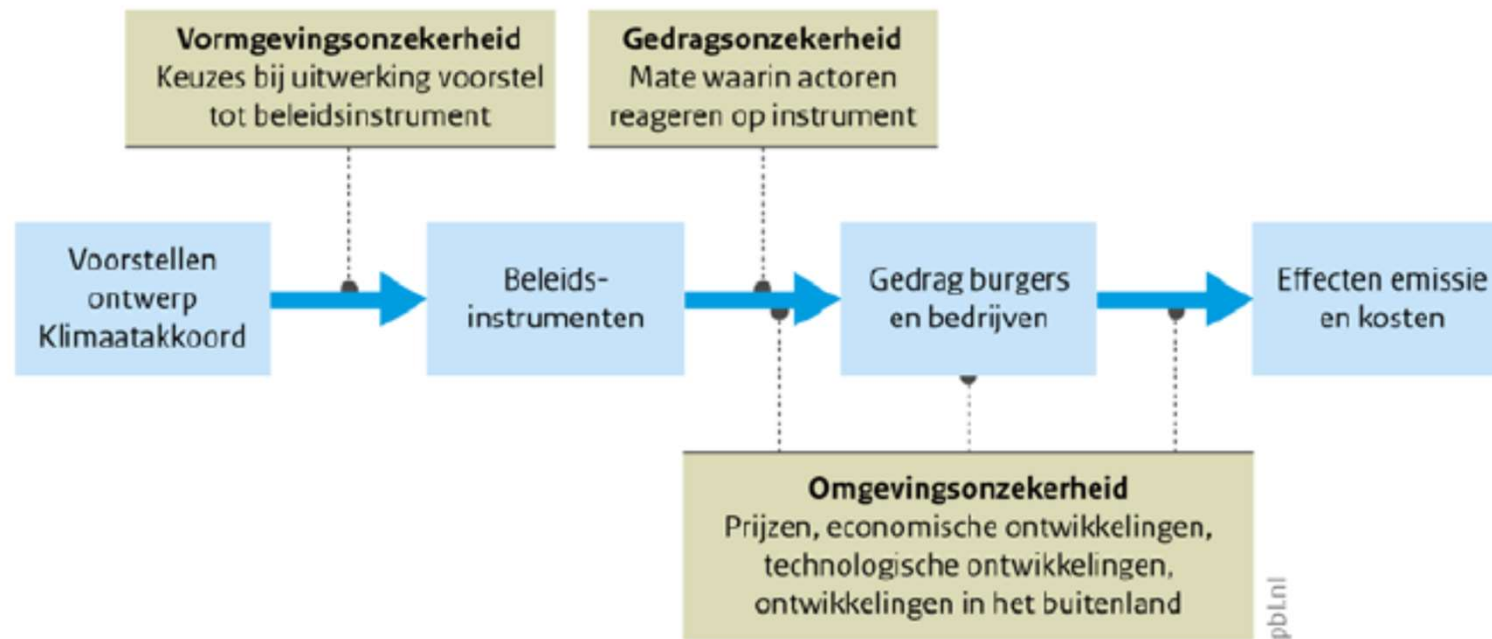 Vormgevingsonzekerheid
Keuzes bij uitwerking voorstel
tot beleidsinstrument
Gedragsonzekerheid
Mate waarin actoren
reageren op instrument
Voorstellen
ontwerp
Klimaatakkoord
Beleids-
instrumenten
Gedrag burgers
en bedrijven
Effecten emissie
en kosten
Omgevingsonzekerheid
Prijzen, economische ontwikkelingen,
technologische ontwikkelingen,
ontwikkelingen in het buitenland
pbl.nl